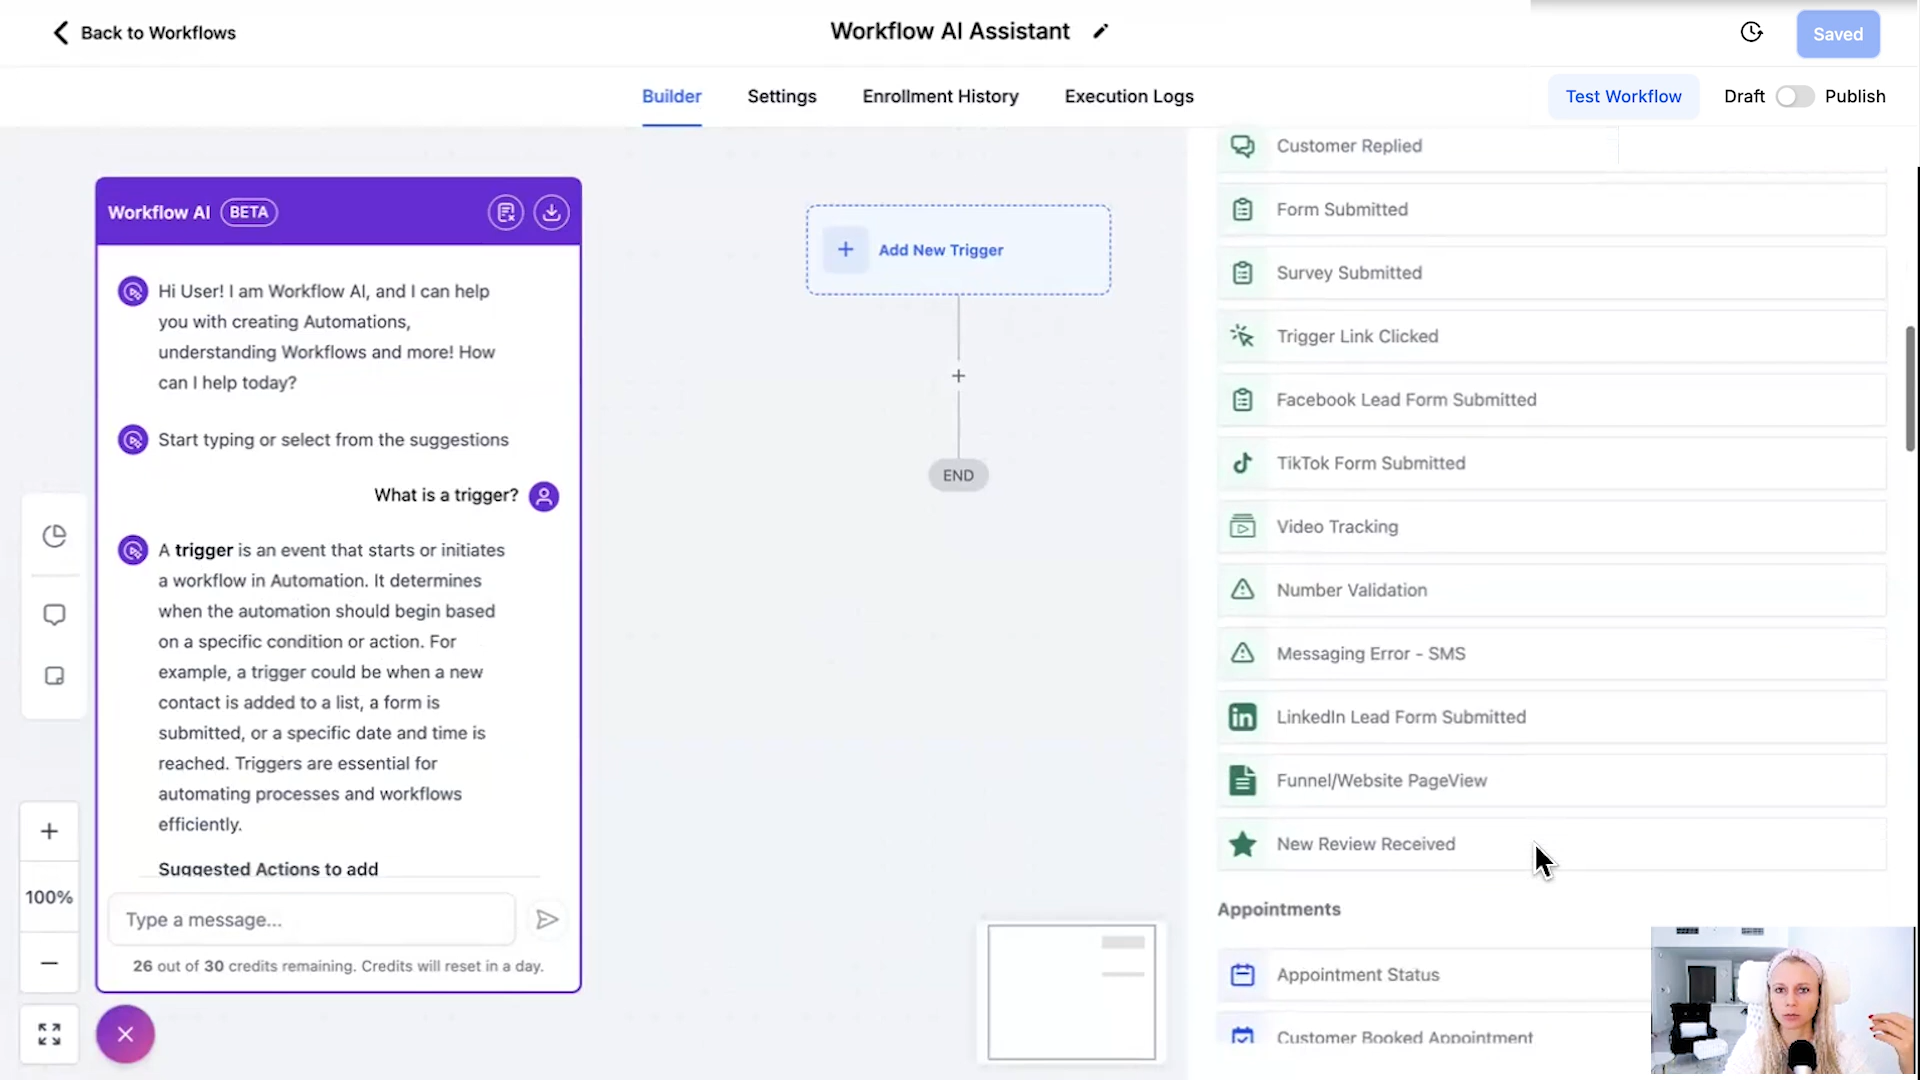 Back to Workflows
Workflow AI Assistant
Saved
Builder
Settings
Enrollment History
Execution Logs
Test Workflow
Draft
Publish
Workflow AI
BETA
Hi User! I am Workflow AI, and I can help
you with creating Automations,
understanding Workflows and more! How
can I help today?
Start typing or select from the suggestions
What is a trigger?
A trigger is an event that starts or initiates
a workflow in Automation. It determines
when the automation should begin based
on a specific condition or action. For
example, a trigger could be when a new
contact is added to a list, a form is
submitted, or a specific date and time is
reached. Triggers are essential for
automating processes and workflows
efficiently.
Suggested Actions to add
Type a message...
26 out of 30 credits remaining. Credits will reset in a day.
100%
Add New Trigger
END
Customer Replied
Form Submitted
Survey Submitted
Trigger Link Clicked
Facebook Lead Form Submitted
TikTok Form Submitted
Video Tracking
Number Validation
Messaging Error - SMS
LinkedIn Lead Form Submitted
Funnel/Website PageView
New Review Received
Appointments
Appointment Status
Customer Booked Appointment